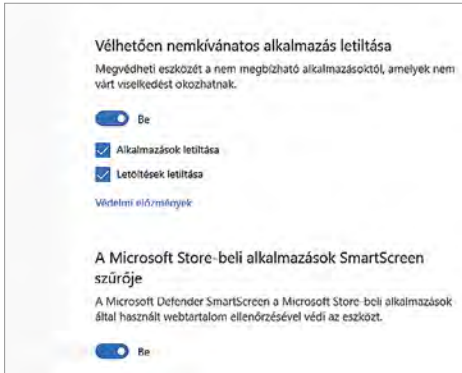 Vélhetően nemkívánatos alkalmazás letiltása
Megvédheti eszközét a nem megbízható alkalmazásoktól, amelyek nem
várt viselkedést okozhatnak.
Be
Alkalmazások letiltása
Letöltések letiltása
Védelmi előzmények
A Microsoft Store-beli alkalmazások SmartScreen
szűrője
A Microsoft Defender SmartScreen a Microsoft Store-beli alkalmazások
által használt webtartalom ellenőrzésével védi az eszközt.
Be